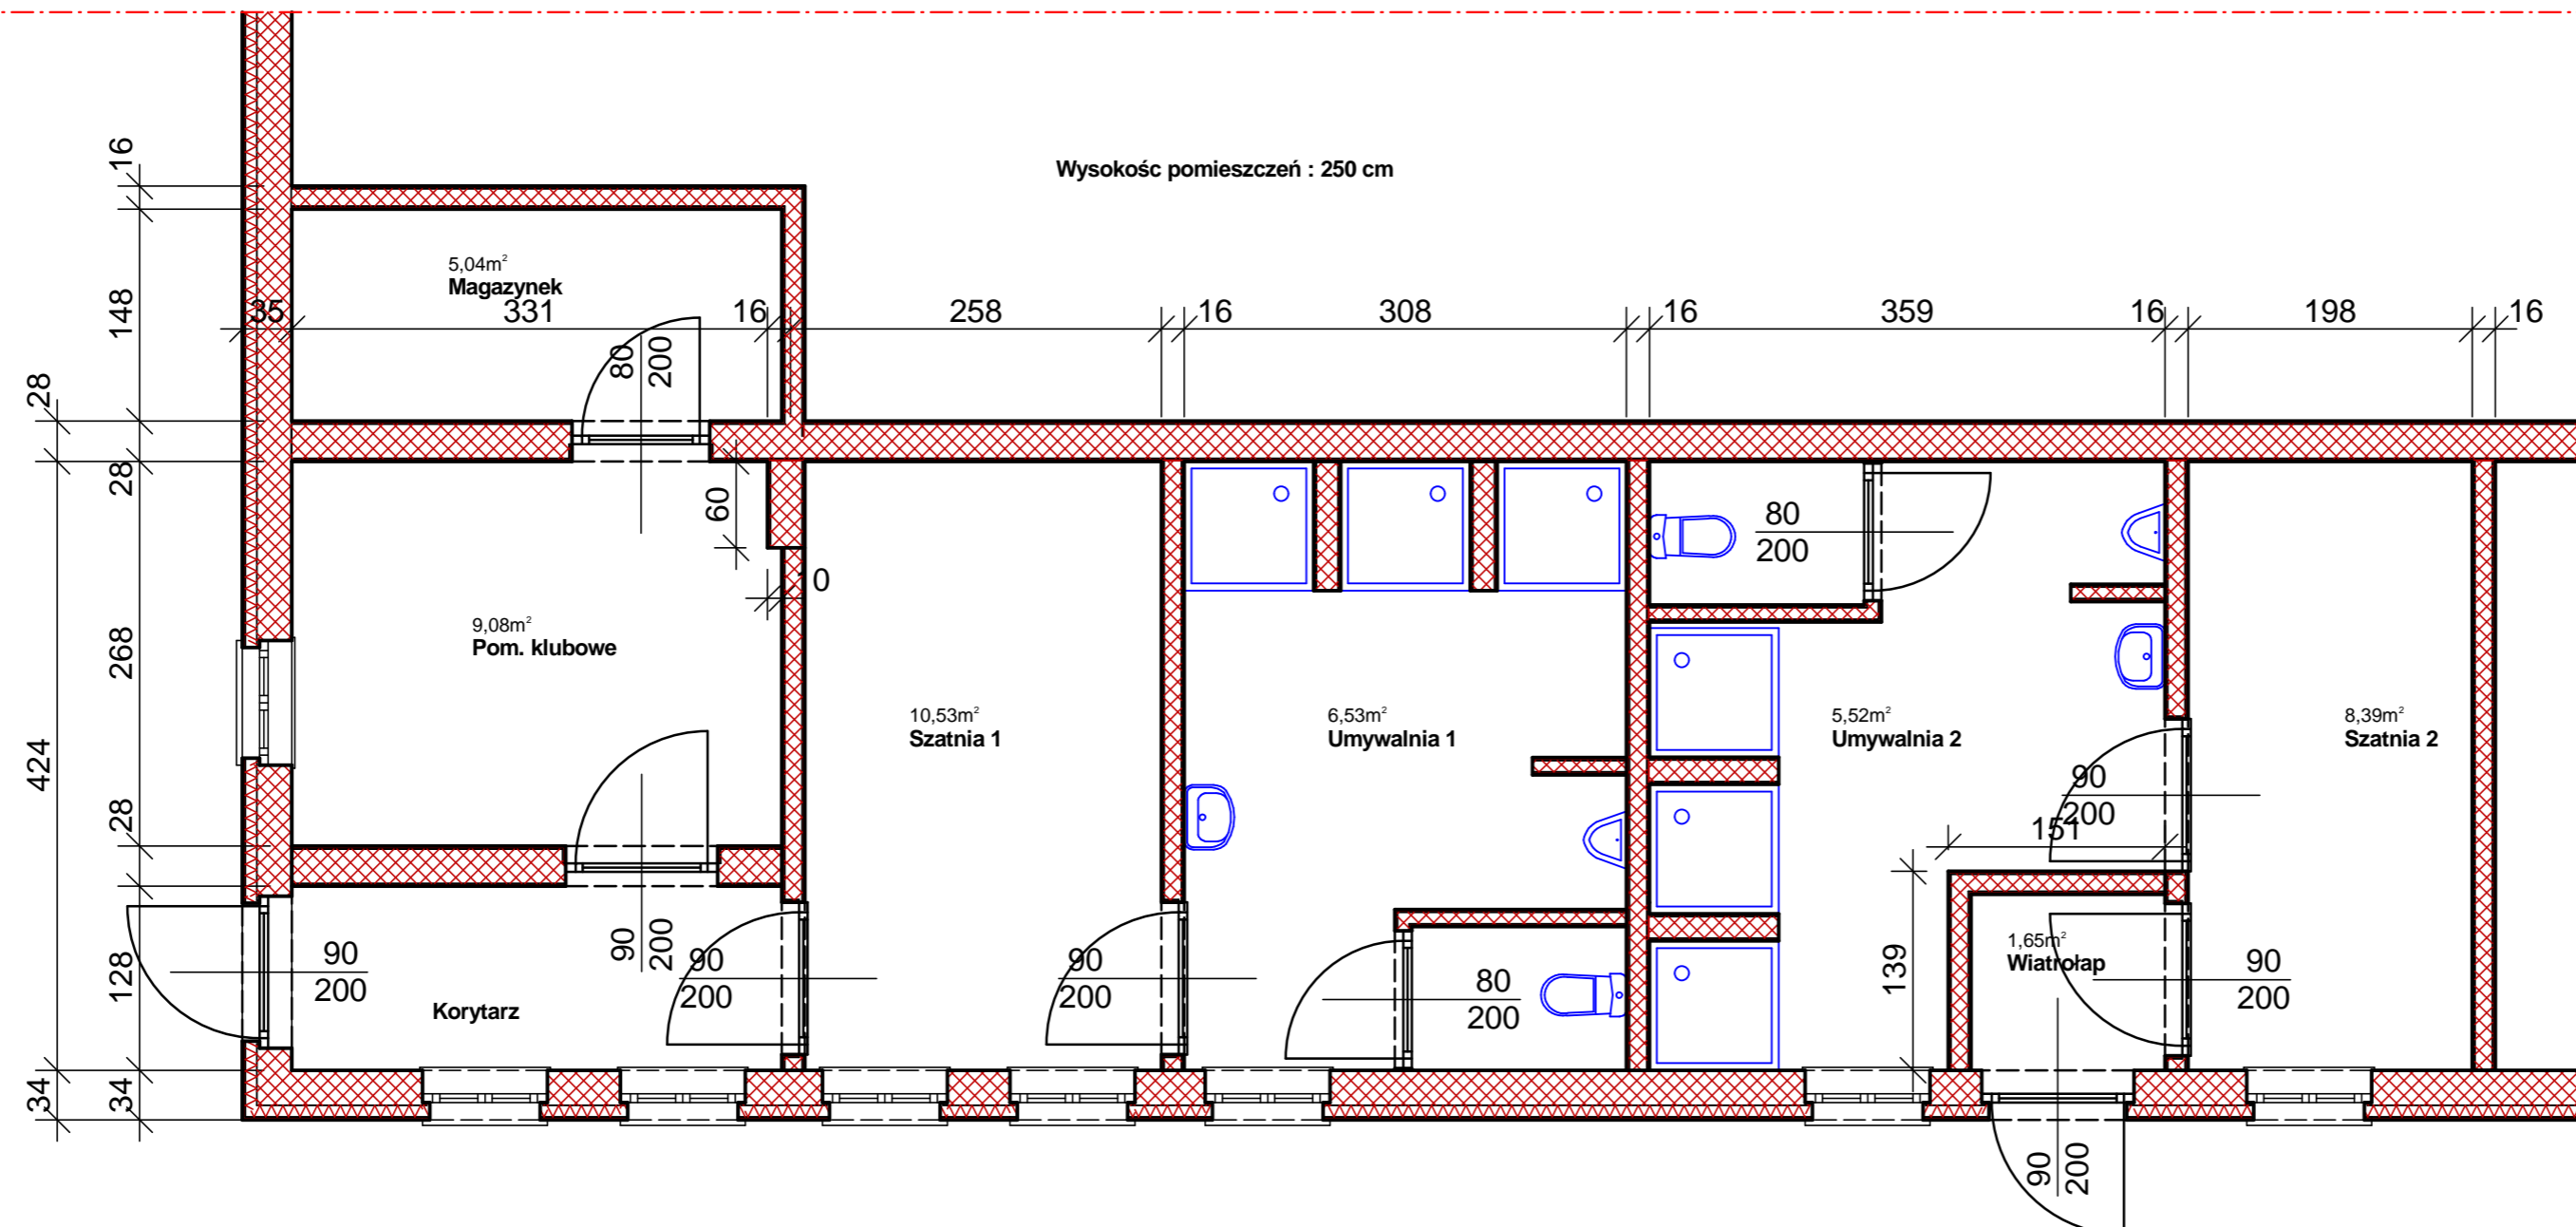 Wysokośc pomieszczeń : 250 cm
16
148
28
28
268
424
28
128
34
34
5,04m²
Magazynek
35
331
16
258
16
308
16
359
16
198
16
80
200
60
0
9,08m²
Pom. klubowe
10,53m²
Szatnia 1
6,53m²
Umywalnia 1
80
200
5,52m²
Umywalnia 2
8,39m²
Szatnia 2
90
200
151
139
90
200
Korytarz
90
200
90
200
90
200
80
200
1,65m²
Wiatrołap
90
200
90
200